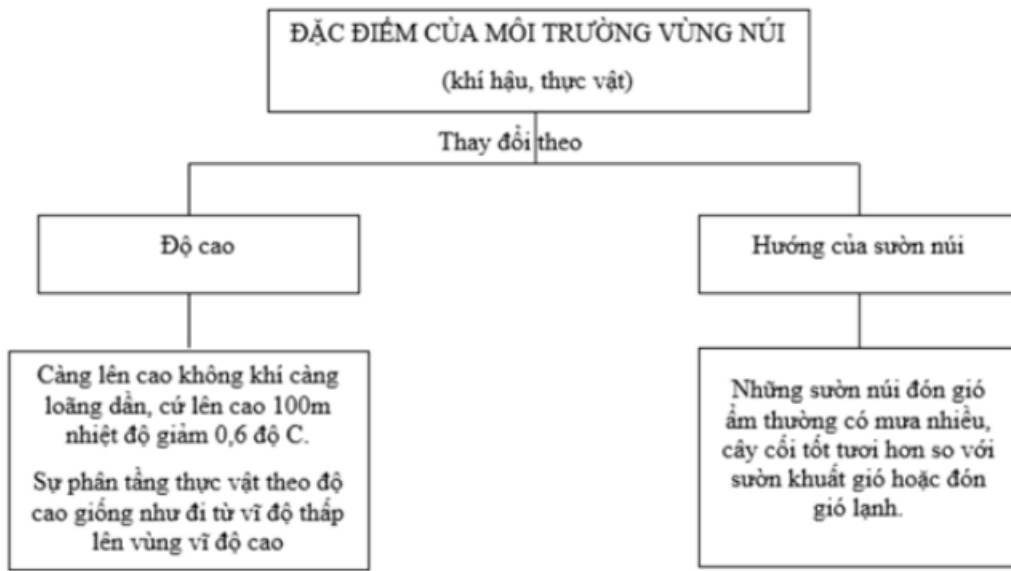 ĐẶC ĐIỂM CỦA MÔI TRƯỜNG VÙNG NÚI
(khí hậu, thực vật)
Thay đổi theo
Độ cao
Hướng của sườn núi
Càng lên cao không khí càng
loãng dần, cứ lên cao 100m
nhiệt độ giảm 0,6 độ C.
Sự phân tầng thực vật theo độ
cao giống như đi từ vĩ độ thấp
lên vùng vĩ độ cao
Những sườn núi đón gió
ẩm thường có mưa nhiều,
cây cối tốt tươi hơn so với
sườn khuất gió hoặc đón
gió lạnh.